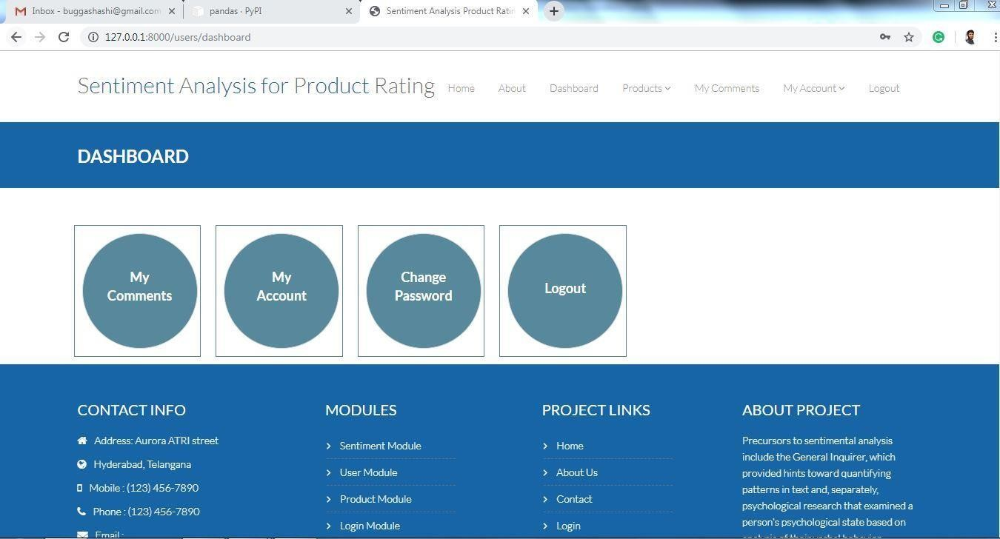 Inbox - buggashashi@gmail.com
pandas · PyPI
Sentiment Analysis Product Ratin
127.0.0.1:8000/users/dashboard
Sentiment Analysis for Product Rating
Home
About
Dashboard
Products
My Comments
My Account
Logout
DASHBOARD
My
Comments
My
Account
Change
Password
Logout
CONTACT INFO
Address: Aurora ATRI street
Hyderabad, Telangana
Mobile : (123) 456-7890
Phone : (123) 456-7890
Email :
MODULES
Sentiment Module
User Module
Product Module
Login Module
PROJECT LINKS
Home
About Us
Contact
Login
ABOUT PROJECT
Precursors to sentimental analysis
include the General Inquirer, which
provided hints toward quantifying
patterns in text and, separately,
psychological research that examined a
person's psychological state based on
analysis of their verbal behavior.